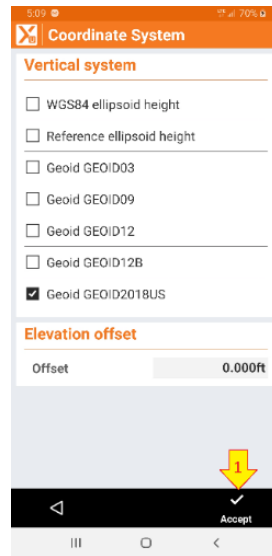 5:09 70%
Coordinate System
Vertical system
WGS84 ellipsoid height
Reference ellipsoid height
Geoid GEOID03
Geoid GEOID09
Geoid GEOID12
Geoid GEOID12B
Geoid GEOID2018US
Elevation offset
Offset 0.000ft
1
Accept